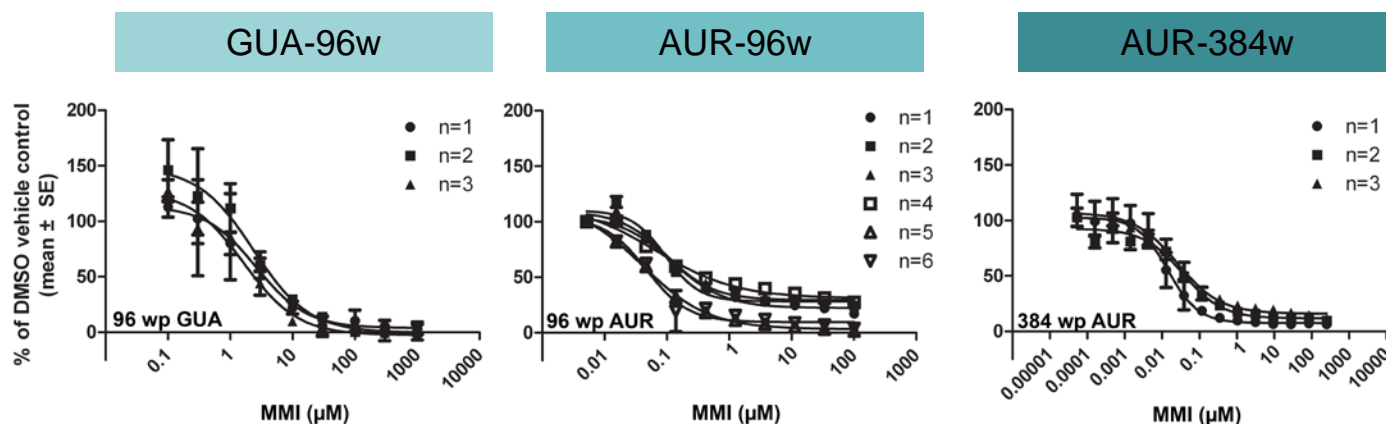 GUA-96w
AUR-96w
AUR-384w
% of DMSO vehicle control
(mean ± SE)
200
150
100
50
0
n=1
n=2
n=3
96 wp GUA
0.1
1
10
100
1000
10000
MMI (µM)
200
150
100
50
0
n=1
n=2
n=3
n=4
n=5
n=6
96 wp AUR
0.01
0.1
1
10
100
1000
MMI (µM)
200
150
100
50
0
n=1
n=2
n=3
384 wp AUR
0.00001
0.0001
0.001
0.01
0.1
1
10
100
1000
10000
MMI (µM)